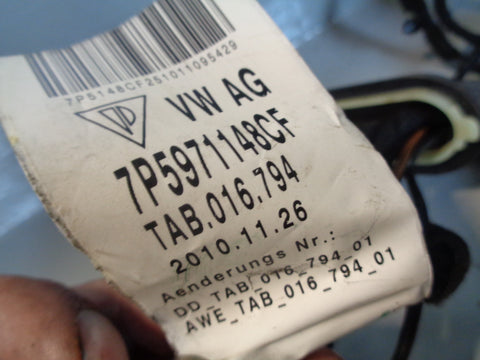 7P5148CF251011095429
VW AG
7P5971148CF
TAB.016.794
2010.11.26
Aenderungs Nr.:
DD_TAB_016_794_01
AWE_TAB_016_794_01